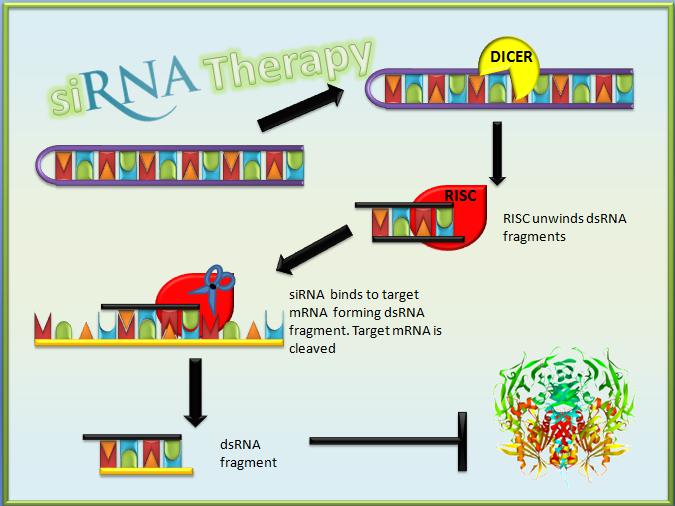 siRNA Therapy
DICER
RISC
RISC unwinds dsRNA
fragments
siRNA binds to target
mRNA forming dsRNA
fragment. Target mRNA is
cleaved
dsRNA
fragment